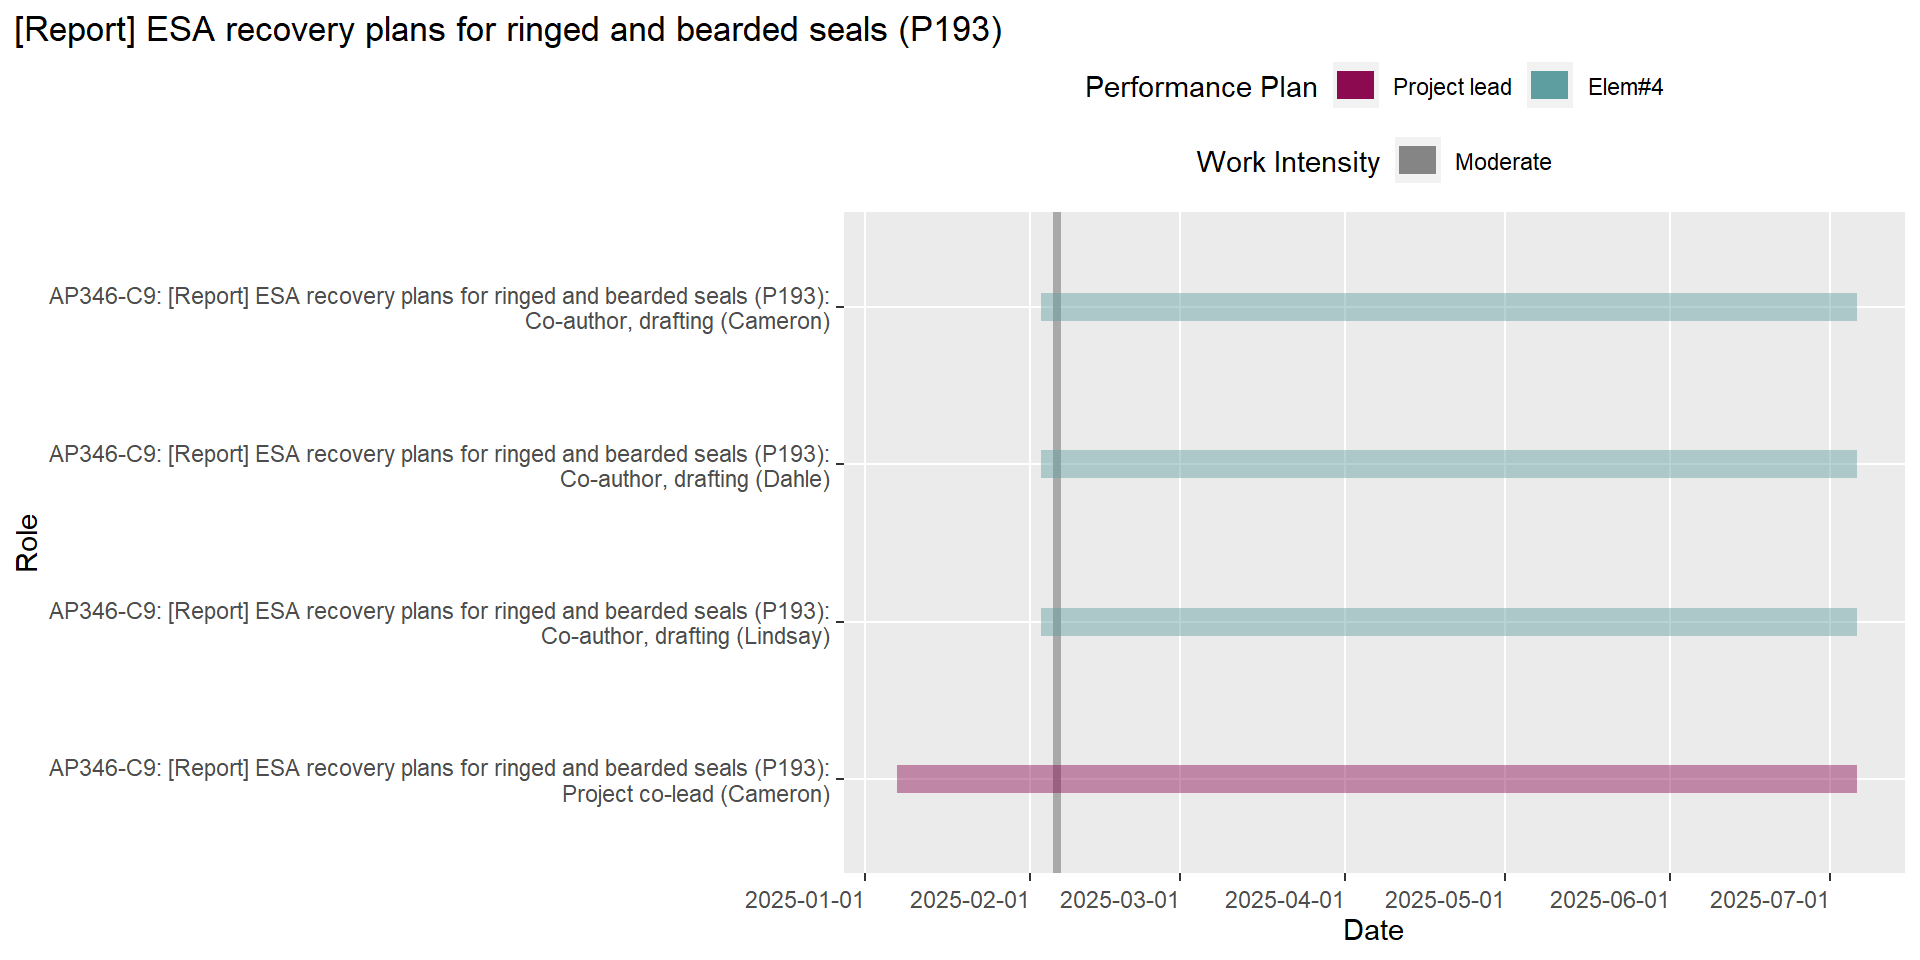 [Report] ESA recovery plans for ringed and bearded seals (P193)
Performance Plan Project lead Elem#4
Work Intensity Moderate
AP346-C9: [Report] ESA recovery plans for ringed and bearded seals (P193):
Co-author, drafting (Cameron)
AP346-C9: [Report] ESA recovery plans for ringed and bearded seals (P193):
Co-author, drafting (Dahle)
Role
AP346-C9: [Report] ESA recovery plans for ringed and bearded seals (P193):
Co-author, drafting (Lindsay)
AP346-C9: [Report] ESA recovery plans for ringed and bearded seals (P193):
Project co-lead (Cameron)
2025-01-01 2025-02-01 2025-03-01 2025-04-01 2025-05-01 2025-06-01 2025-07-01
Date